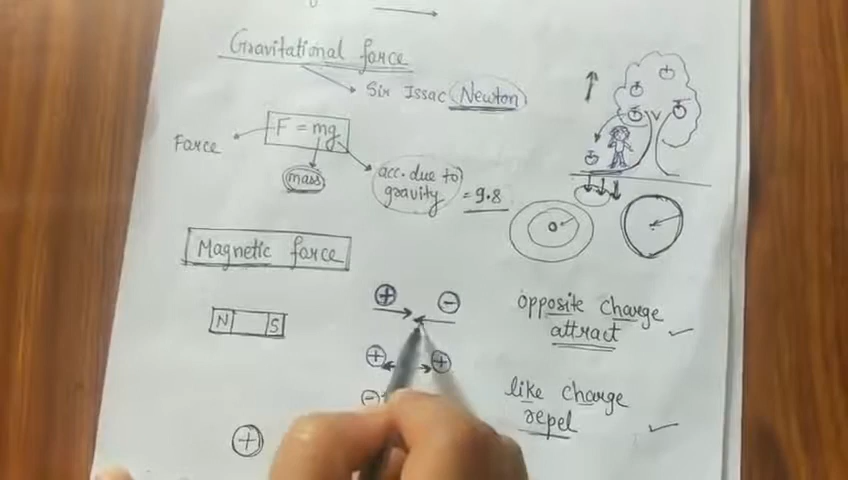 Gravitational force
Sir Issac Newton
F = mg
Force
mass
acc. due to
gravity = 9.8
Magnetic force
N S
+ -
opposite charge
attract
+ +
like charge
repel
-
+